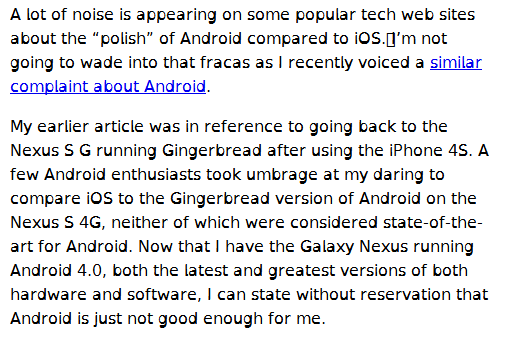 A lot of noise is appearing on some popular tech web sites
about the “polish” of Android compared to iOS.▯I’m not
going to wade into that fracas as I recently voiced a similar
complaint about Android.
My earlier article was in reference to going back to the
Nexus S G running Gingerbread after using the iPhone 4S. A
few Android enthusiasts took umbrage at my daring to
compare iOS to the Gingerbread version of Android on the
Nexus S 4G, neither of which were considered state-of-the-
art for Android. Now that I have the Galaxy Nexus running
Android 4.0, both the latest and greatest versions of both
hardware and software, I can state without reservation that
Android is just not good enough for me.